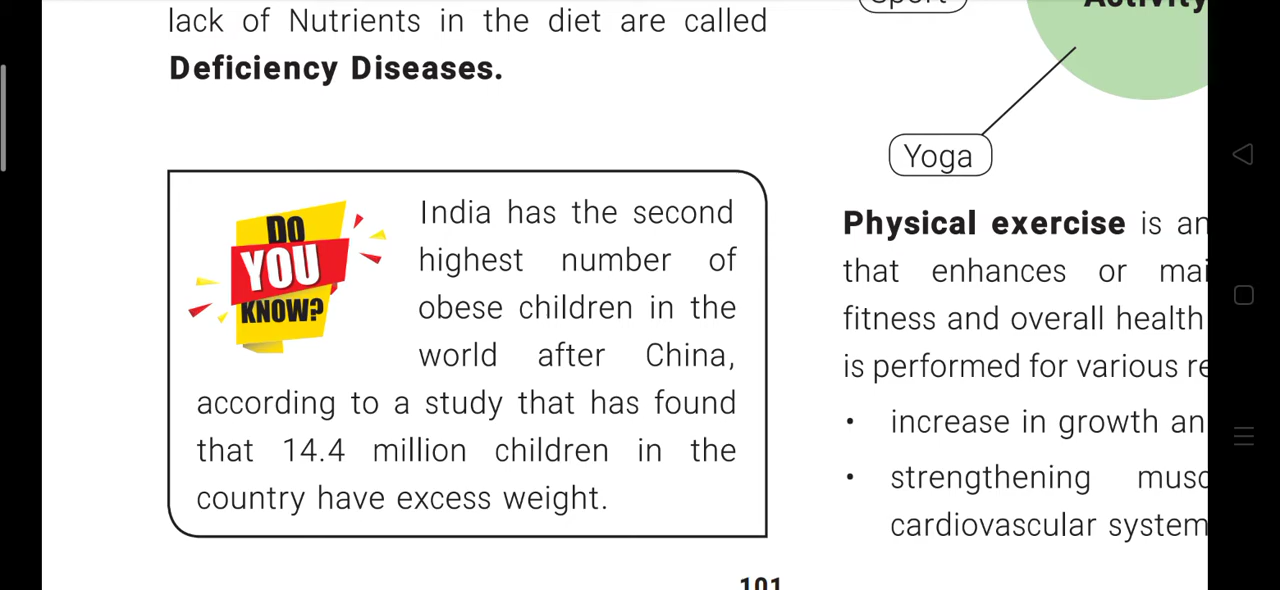 lack of Nutrients in the diet are called
Deficiency Diseases.
DO
YOU
KNOW?
India has the second
highest number of
obese children in the
world after China,
according to a study that has found
that 14.4 million children in the
country have excess weight.
Sport
Activity
Yoga
Physical exercise is an
that enhances or mai
fitness and overall health
is performed for various re
• increase in growth an
• strengthening musc
cardiovascular system
101